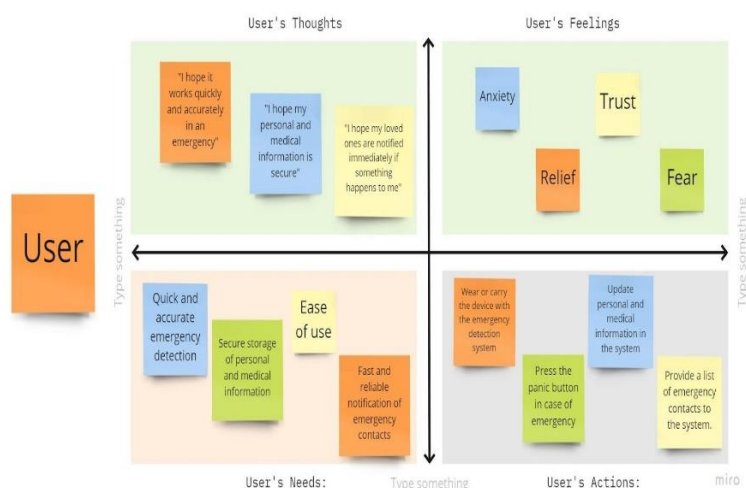 User's Thoughts
User's Feelings
"I hope it
works quickly
and accurately
in an
emergency"
"I hope my
personal and
medical
information is
secure"
"I hope my loved
ones are notified
immediately if
something
happens to me"
Anxiety
Trust
Relief
Fear
User
Type something
Type something
Quick and
accurate
emergency
detection
Secure storage
of personal
and medical
information
Ease
of use
Fast and
reliable
notification of
emergency
contacts
Wear or carry
the device with
the emergency
detection
system
Press the
panic button
in case of
emergency
Update
personal and
medical
information in
the system
Provide a list
of emergency
contacts to
the system.
User's Needs:
Type something
User's Actions:
miro